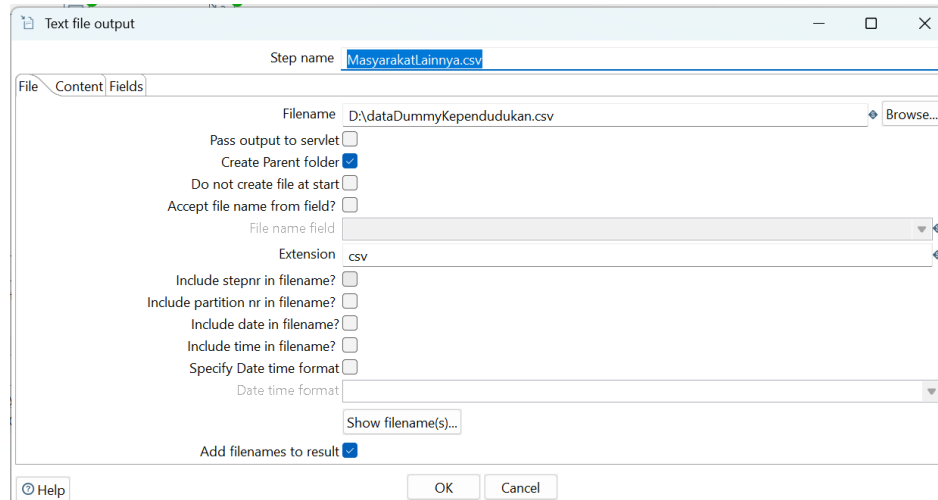 Text file output
Step name MasyarakatLainnya.csv
File Content Fields
Filename D:\dataDummyKependudukan.csv Browse...
Pass output to servlet
Create Parent folder
Do not create file at start
Accept file name from field?
File name field
Extension csv
Include stepnr in filename?
Include partition nr in filename?
Include date in filename?
Include time in filename?
Specify Date time format
Date time format
Show filename(s)...
Add filenames to result
Help OK Cancel